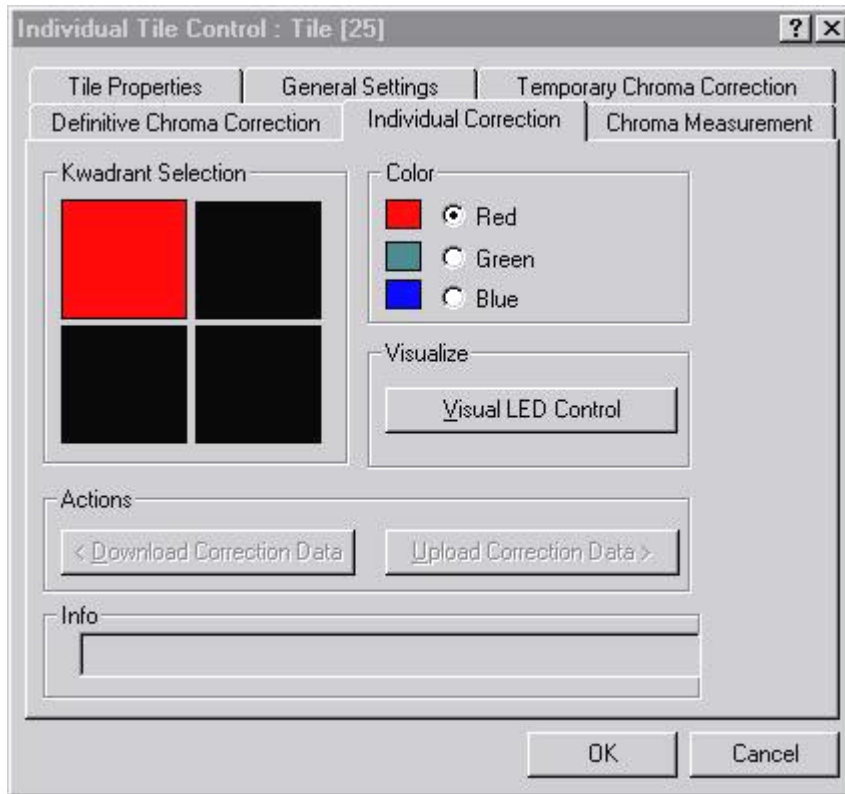 Individual Tile Control : Tile [25]
Tile Properties General Settings Temporary Chroma Correction
Definitive Chroma Correction Individual Correction Chroma Measurement
Kwadrant Selection
Color
Red
Green
Blue
Visualize
Visual LED Control
Actions
< Download Correction Data Upload Correction Data >
Info
OK Cancel